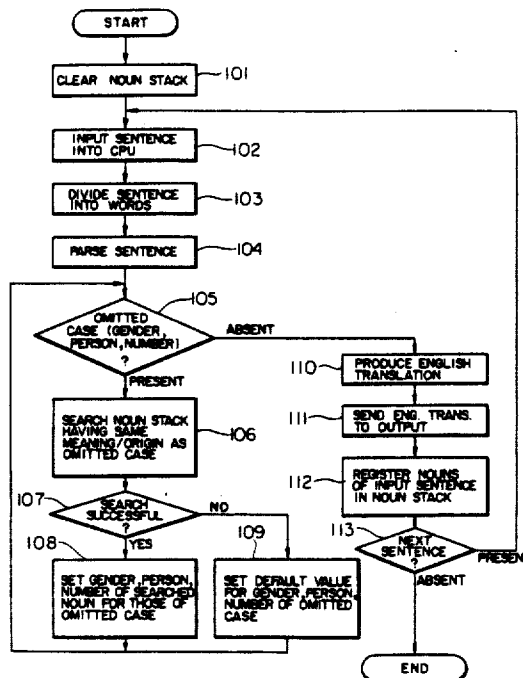 START
CLEAR NOUN STACK
101
INPUT SENTENCE
INTO CPU
102
DIVIDE SENTENCE
INTO WORDS
103
PARSE SENTENCE
104
105
OMITTED
CASE (GENDER,
PERSON, NUMBER)
?
ABSENT
PRESENT
SEARCH NOUN STACK
HAVING SAME
MEANING/ORIGIN AS
OMITTED CASE
106
107
SEARCH
SUCCESSFUL
?
NO
YES
108
SET GENDER, PERSON,
NUMBER OF SEARCHED
NOUN FOR THOSE OF
OMITTED CASE
109
SET DEFAULT VALUE
FOR GENDER, PERSON,
NUMBER OF OMITTED
CASE
110
PRODUCE ENGLISH
TRANSLATION
111
SEND ENG. TRANS.
TO OUTPUT
112
REGISTER NOUNS
OF INPUT SENTENCE
IN NOUN STACK
113
NEXT
SENTENCE
?
PRESENT
ABSENT
END